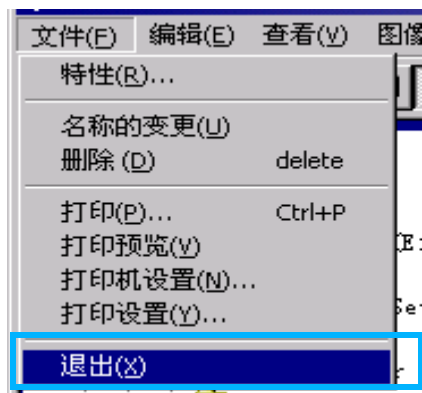 文件(F) 编辑(E) 查看(V) 图像
特性(R)...
名称的变更(U)
删除 (D) delete
打印(P)... Ctrl+P
打印预览(V)
打印机设置(N)...
打印设置(Y)...
退出(X)